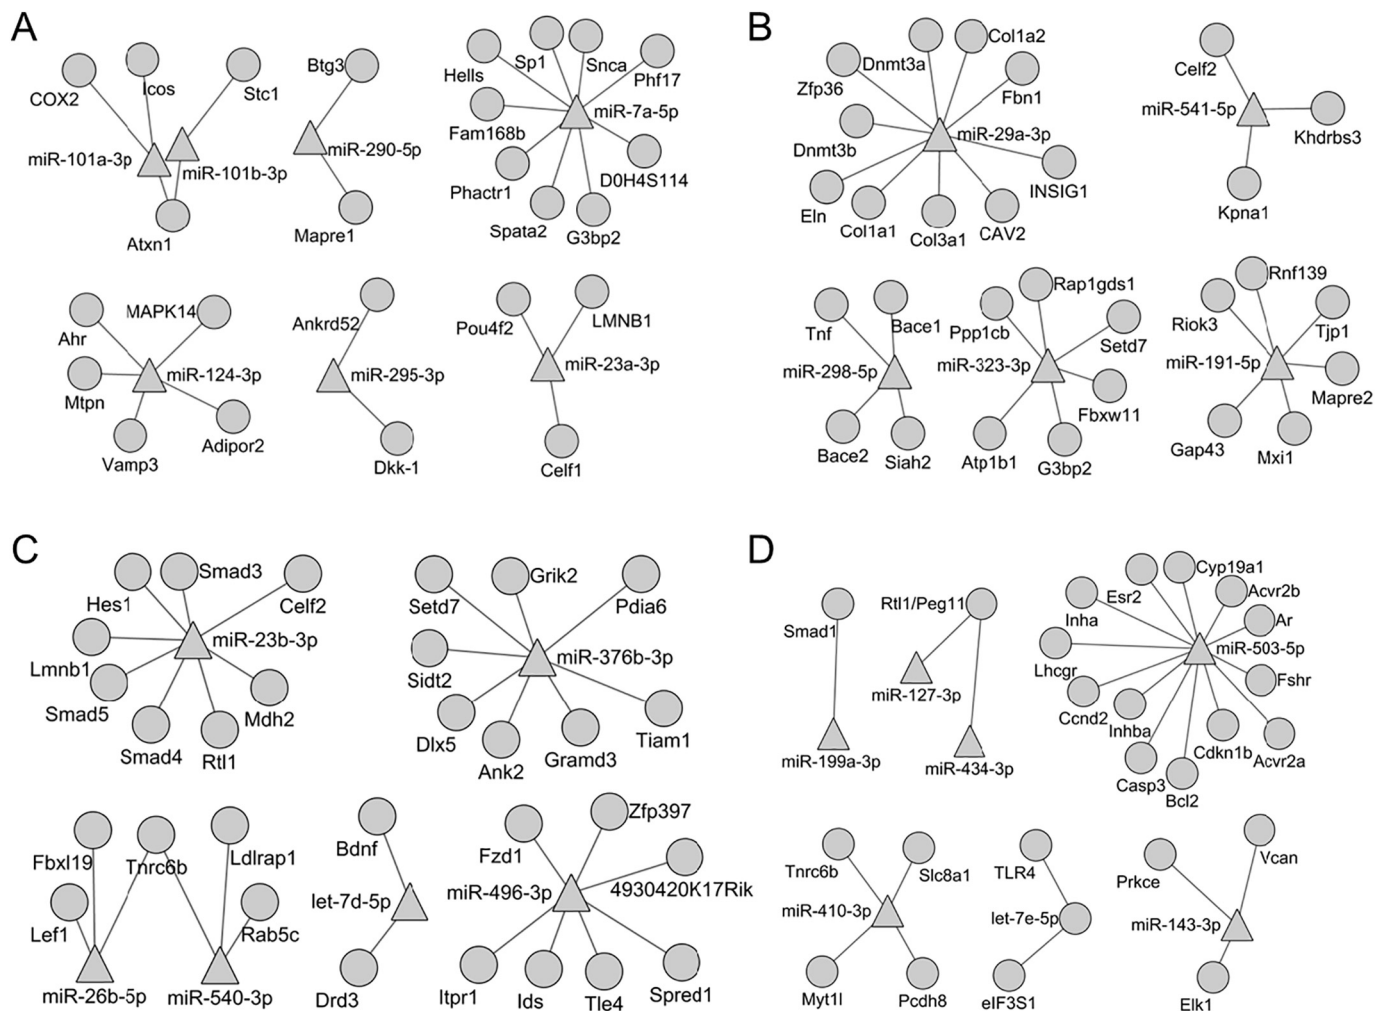 A
COX2
Icos
Stc1
miR-101a-3p
miR-101b-3p
Atxn1
Btg3
miR-290-5p
Mapre1
Hells
Sp1
Snca
Phf17
miR-7a-5p
Fam168b
Phactr1
D0H4S114
Spata2
G3bp2
Ahr
MAPK14
miR-124-3p
Mtpn
Vamp3
Adipor2
Ankrd52
miR-295-3p
Dkk-1
Pou4f2
LMNB1
miR-23a-3p
Celf1
B
Zfp36
Dnmt3a
Col1a2
Fbn1
miR-29a-3p
Dnmt3b
INSIG1
Eln
Col1a1
Col3a1
CAV2
Celf2
miR-541-5p
Khdrbs3
Kpna1
Tnf
Bace1
miR-298-5p
Bace2
Siah2
Ppp1cb
Rap1gds1
Setd7
miR-323-3p
Fbxw11
Atp1b1
G3bp2
Riok3
Rnf139
Tjp1
miR-191-5p
Mapre2
Gap43
Mxi1
C
Hes1
Smad3
Celf2
miR-23b-3p
Lmnb1
Smad5
Mdh2
Smad4
Rtl1
Setd7
Grik2
Pdia6
miR-376b-3p
Sidt2
Dlx5
Ank2
Gramd3
Tiam1
Fbxl19
Tnrc6b
Ldlrap1
Lef1
Rab5c
miR-26b-5p
miR-540-3p
Bdnf
let-7d-5p
Drd3
Fzd1
Zfp397
miR-496-3p
4930420K17Rik
Itpr1
Ids
Tle4
Spred1
D
Smad1
Rtl1/Peg11
miR-127-3p
miR-199a-3p
miR-434-3p
Inha
Esr2
Cyp19a1
Acvr2b
Ar
miR-503-5p
Lhcgr
Fshr
Ccnd2
Inhba
Cdkn1b
Acvr2a
Casp3
Bcl2
Tnrc6b
Slc8a1
miR-410-3p
Myt1l
Pcdh8
TLR4
let-7e-5p
eIF3S1
Prkce
Vcan
miR-143-3p
Elk1